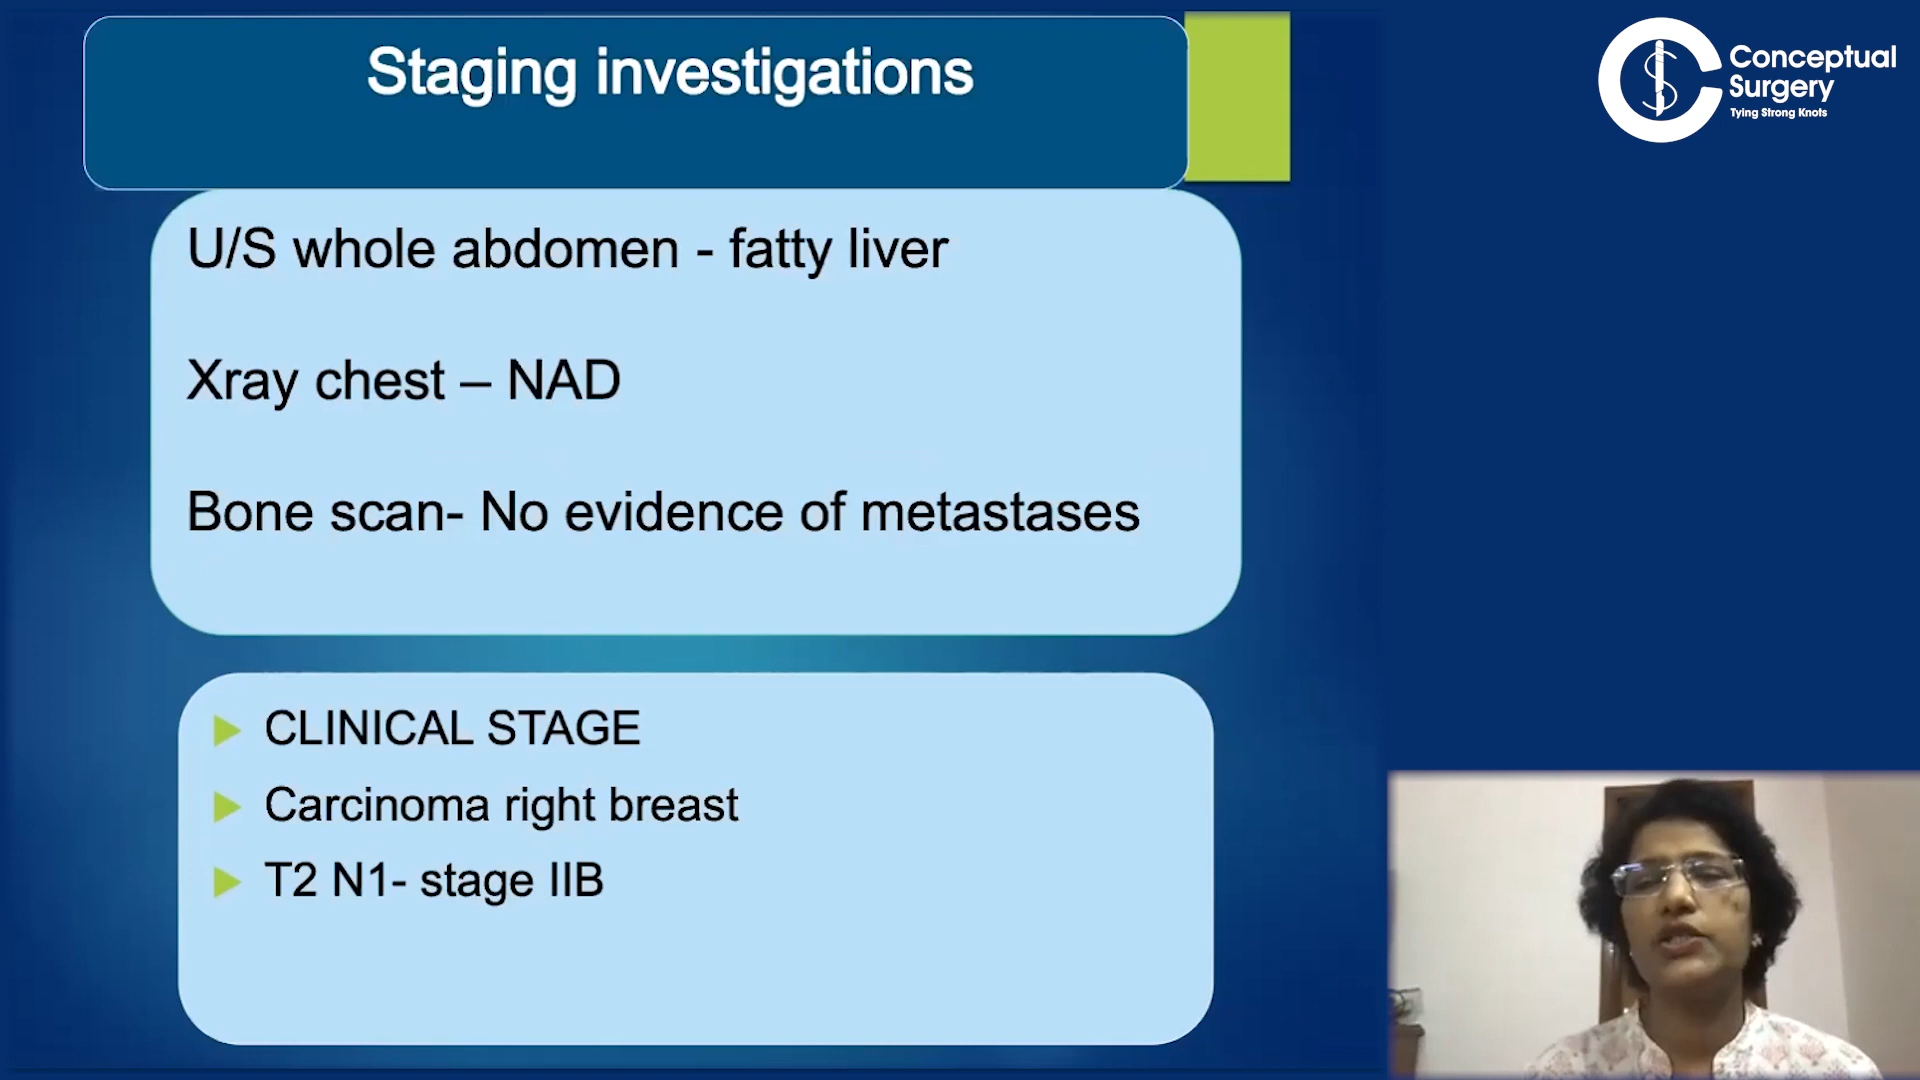 Staging investigations
Conceptual
Surgery
Tying Strong Knots
U/S whole abdomen - fatty liver
Xray chest – NAD
Bone scan- No evidence of metastases
CLINICAL STAGE
Carcinoma right breast
T2 N1- stage IIB